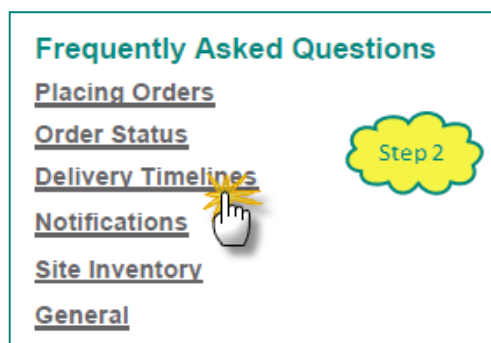 Frequently Asked Questions
Placing Orders
Order Status
Step 2
Delivery Timelines
Notifications
Site Inventory
General